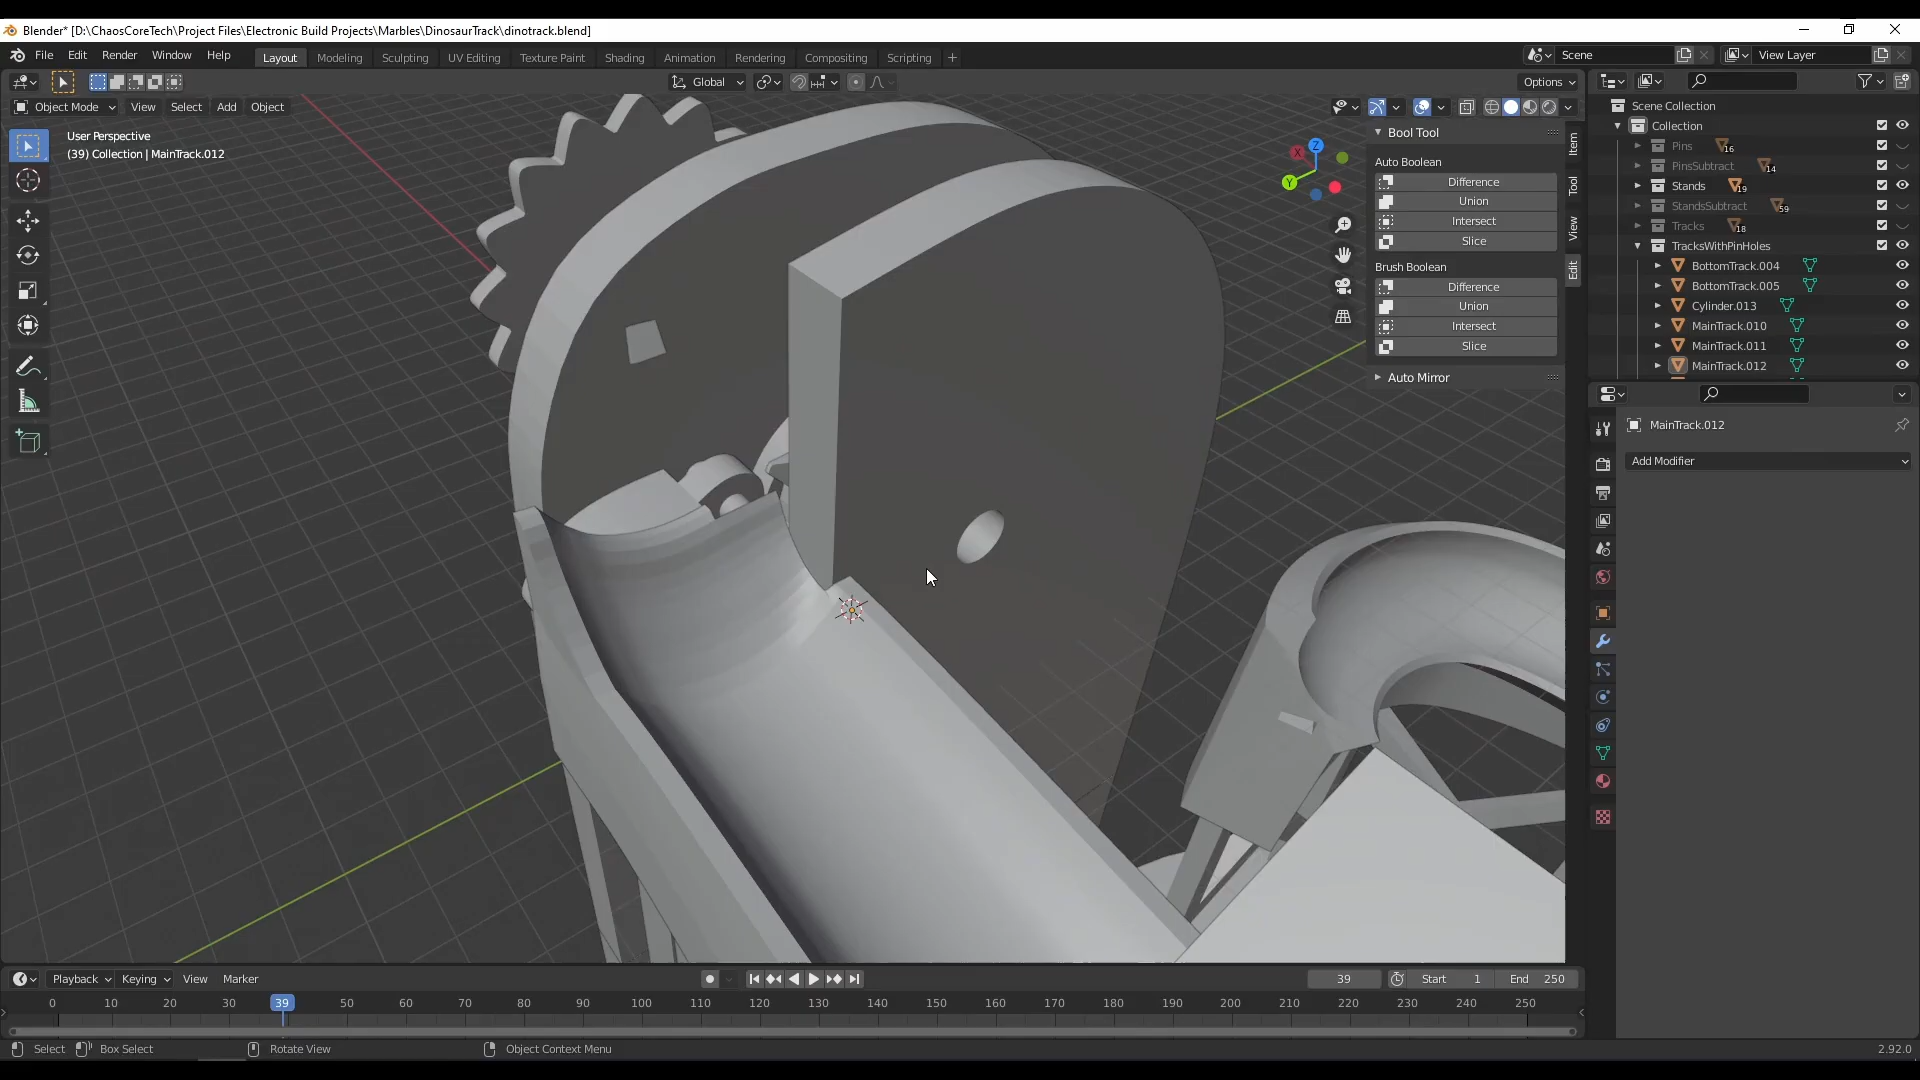 Blender* [D:\ChaosCoreTech\Project Files\Electronic Build Projects\Marbles\DinosaurTrack\dinotrack.blend]
File Edit Render Window Help Layout Modeling Sculpting UV Editing Texture Paint Shading Animation Rendering Compositing Scripting + Scene View Layer
Global Options
Object Mode View Select Add Object
User Perspective
(39) Collection | MainTrack.012
X
Y
Z
Bool Tool
Auto Boolean
Difference
Union
Intersect
Slice
Brush Boolean
Difference
Union
Intersect
Slice
Auto Mirror
Item
Tool
View
Edit
Scene Collection
Collection
Pins 16
PinsSubtract 14
Stands 19
StandsSubtract 59
Tracks 18
TracksWithPinHoles
BottomTrack.004
BottomTrack.005
Cylinder.013
MainTrack.010
MainTrack.011
MainTrack.012
MainTrack.012
Add Modifier
Playback Keying View Marker 39 Start 1 End 250
0 10 20 30 39 50 60 70 80 90 100 110 120 130 140 150 160 170 180 190 200 210 220 230 240 250
Select Box Select Rotate View Object Context Menu 2.92.0